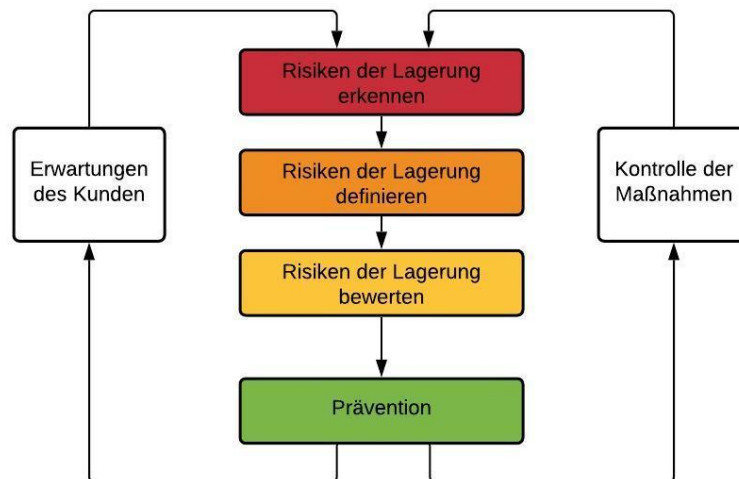 Risiken der Lagerung
erkennen
Erwartungen
des Kunden
Risiken der Lagerung
definieren
Kontrolle der
Maßnahmen
Risiken der Lagerung
bewerten
Prävention